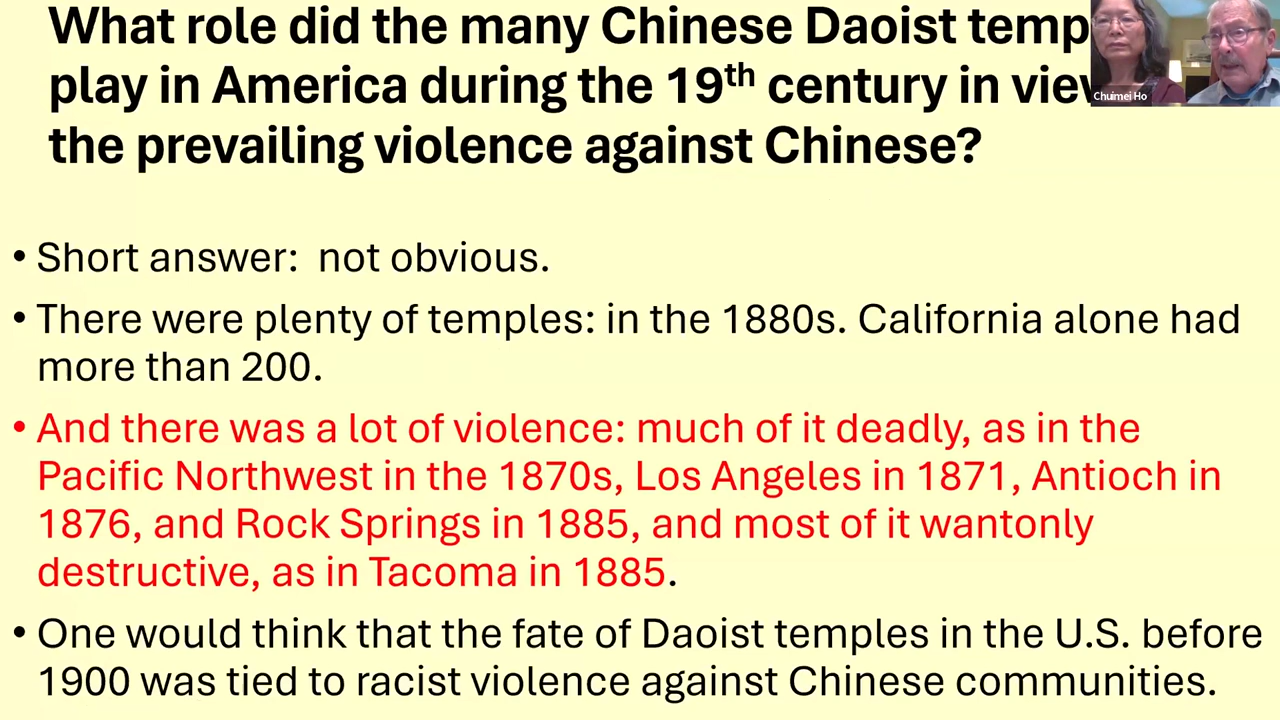 What role did the many Chinese Daoist temp
play in America during the 19th century in view
the prevailing violence against Chinese?
Chuimei Ho
• Short answer: not obvious.
• There were plenty of temples: in the 1880s. California alone had
more than 200.
• And there was a lot of violence: much of it deadly, as in the
Pacific Northwest in the 1870s, Los Angeles in 1871, Antioch in
1876, and Rock Springs in 1885, and most of it wantonly
destructive, as in Tacoma in 1885.
• One would think that the fate of Daoist temples in the U.S. before
1900 was tied to racist violence against Chinese communities.